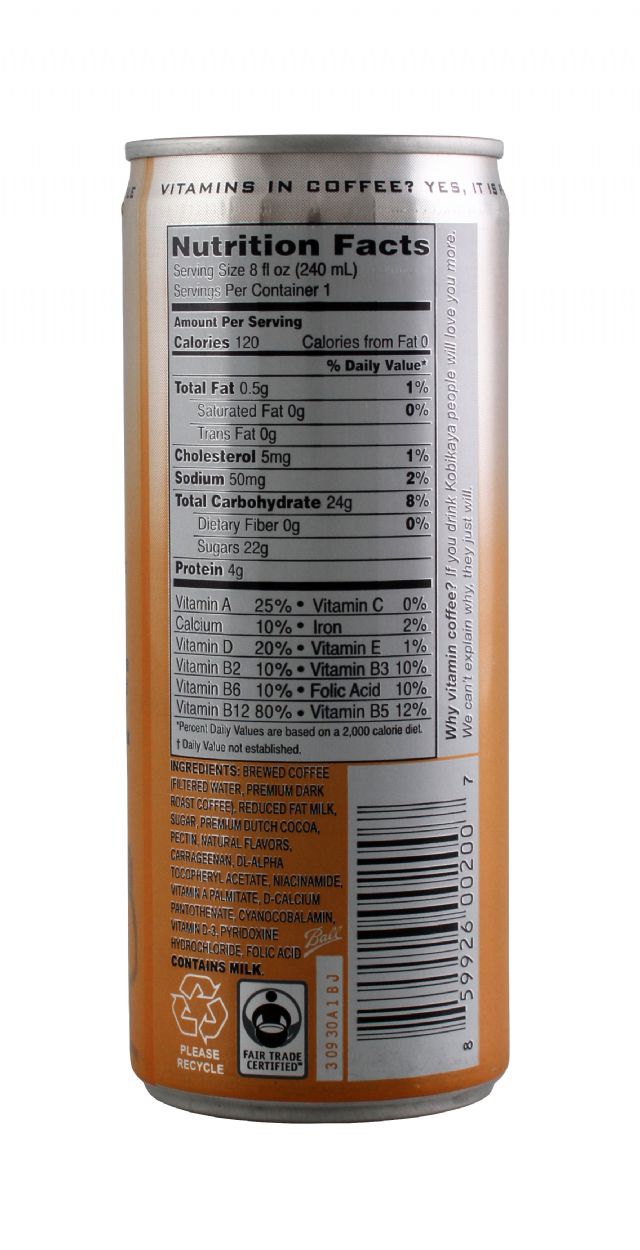 VITAMINS IN COFFEE? YES, IT IS
Nutrition Facts
Serving Size 8 fl oz (240 mL)
Servings Per Container 1
Amount Per Serving
Calories 120 Calories from Fat 0
% Daily Value*
Total Fat 0.5g 1%
Saturated Fat 0g 0%
Trans Fat 0g
Cholesterol 5mg 1%
Sodium 50mg 2%
Total Carbohydrate 24g 8%
Dietary Fiber 0g 0%
Sugars 22g
Protein 4g
Vitamin A 25% • Vitamin C 0%
Calcium 10% • Iron 2%
Vitamin D 20% • Vitamin E 1%
Vitamin B2 10% • Vitamin B3 10%
Vitamin B6 10% • Folic Acid 10%
Vitamin B12 80% • Vitamin B5 12%
*Percent Daily Values are based on a 2,000 calorie diet.
† Daily Value not established.
Why vitamin coffee? If you drink Kobikaya people will love you more.
We can't explain why, they just will.
INGREDIENTS: BREWED COFFEE
(FILTERED WATER, PREMIUM DARK
ROAST COFFEE), REDUCED FAT MILK,
SUGAR, PREMIUM DUTCH COCOA,
PECTIN, NATURAL FLAVORS,
CARRAGEENAN, DL-ALPHA
TOCOPHERYL ACETATE, NIACINAMIDE,
VITAMIN A PALMITATE, D-CALCIUM
PANTOTHENATE, CYANOCOBALAMIN,
VITAMIN D-3, PYRIDOXINE
HYDROCHLORIDE, FOLIC ACID
CONTAINS MILK.
Ball
PLEASE
RECYCLE
FAIR TRADE
CERTIFIED™
30930A1BJ
8 59926 00200 7